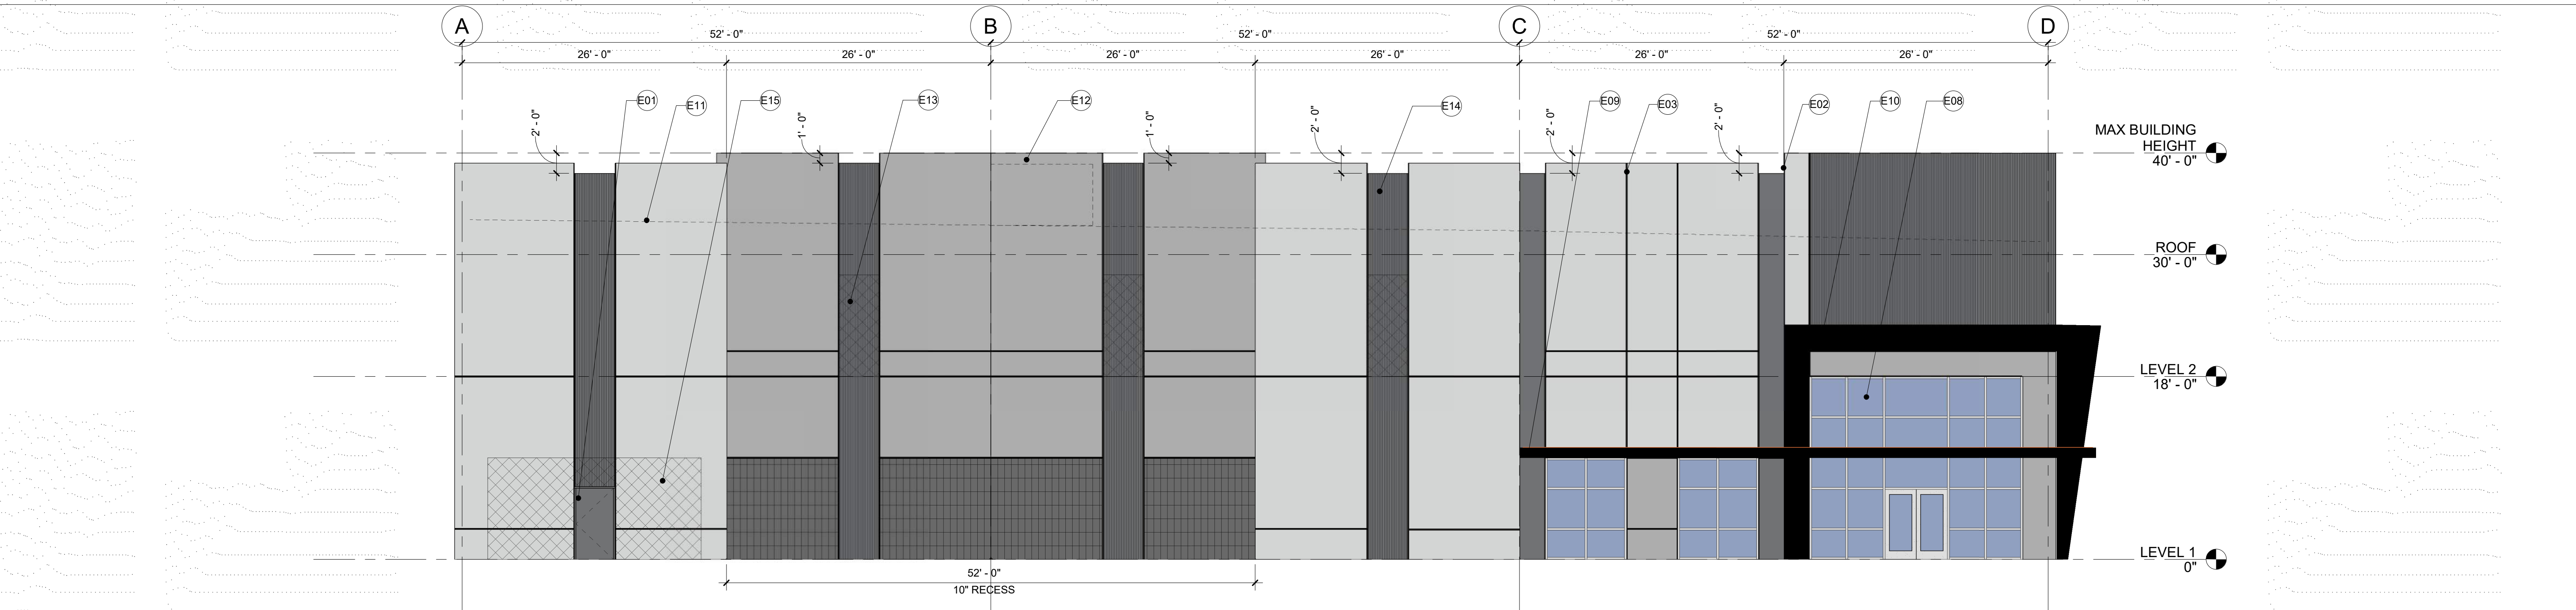 A
B
C
D
52' - 0"
52' - 0"
52' - 0"
26' - 0"
26' - 0"
26' - 0"
26' - 0"
26' - 0"
26' - 0"
E01
E11
E15
E13
E12
E14
E09
E03
E02
E10
E08
2' - 0"
1' - 0"
1' - 0"
2' - 0"
2' - 0"
2' - 0"
MAX BUILDING
HEIGHT
40' - 0"
ROOF
30' - 0"
LEVEL 2
18' - 0"
LEVEL 1
0"
52' - 0"
10" RECESS